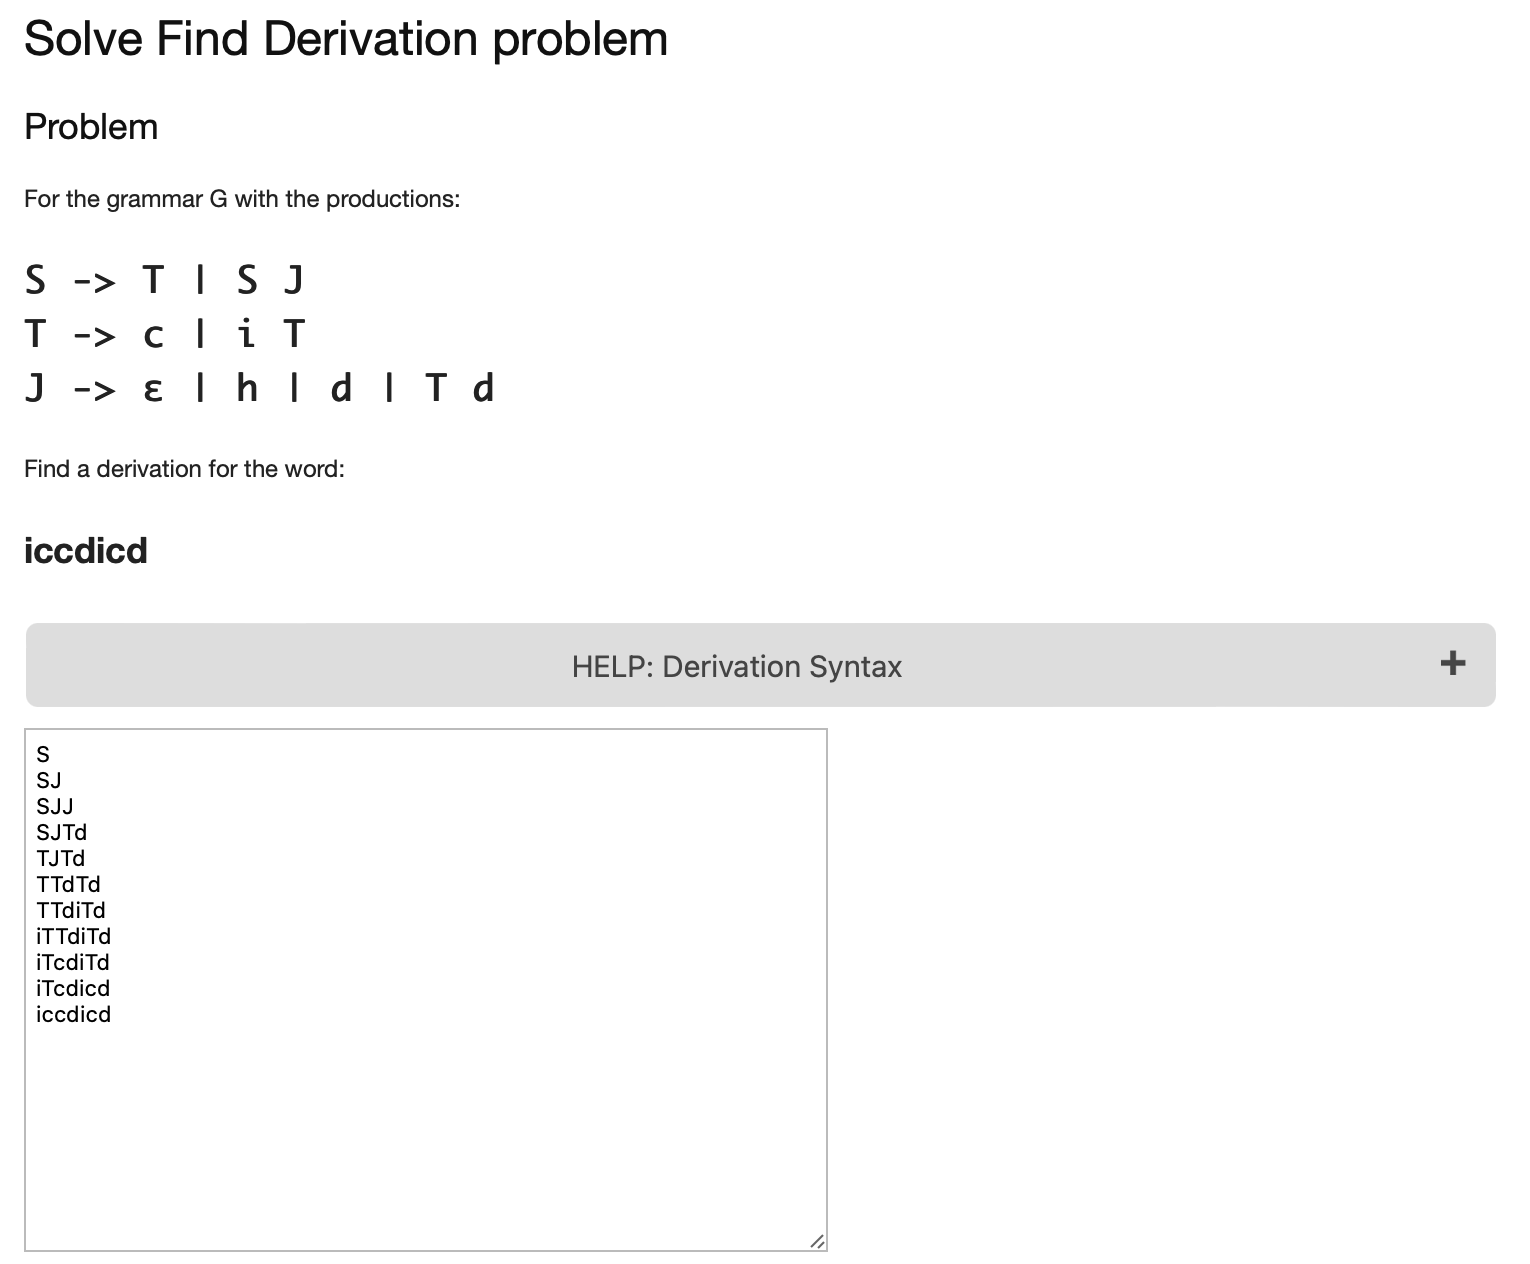 Solve Find Derivation problem
Problem
For the grammar G with the productions:
S -> T | S J
T -> c | i T
J -> ε | h | d | T d
Find a derivation for the word:
iccdicd
HELP: Derivation Syntax +
S
SJ
SJJ
SJTd
TJTd
TTdTd
TTdiTd
iTTdiTd
iTcdiTd
iTcdicd
iccdicd